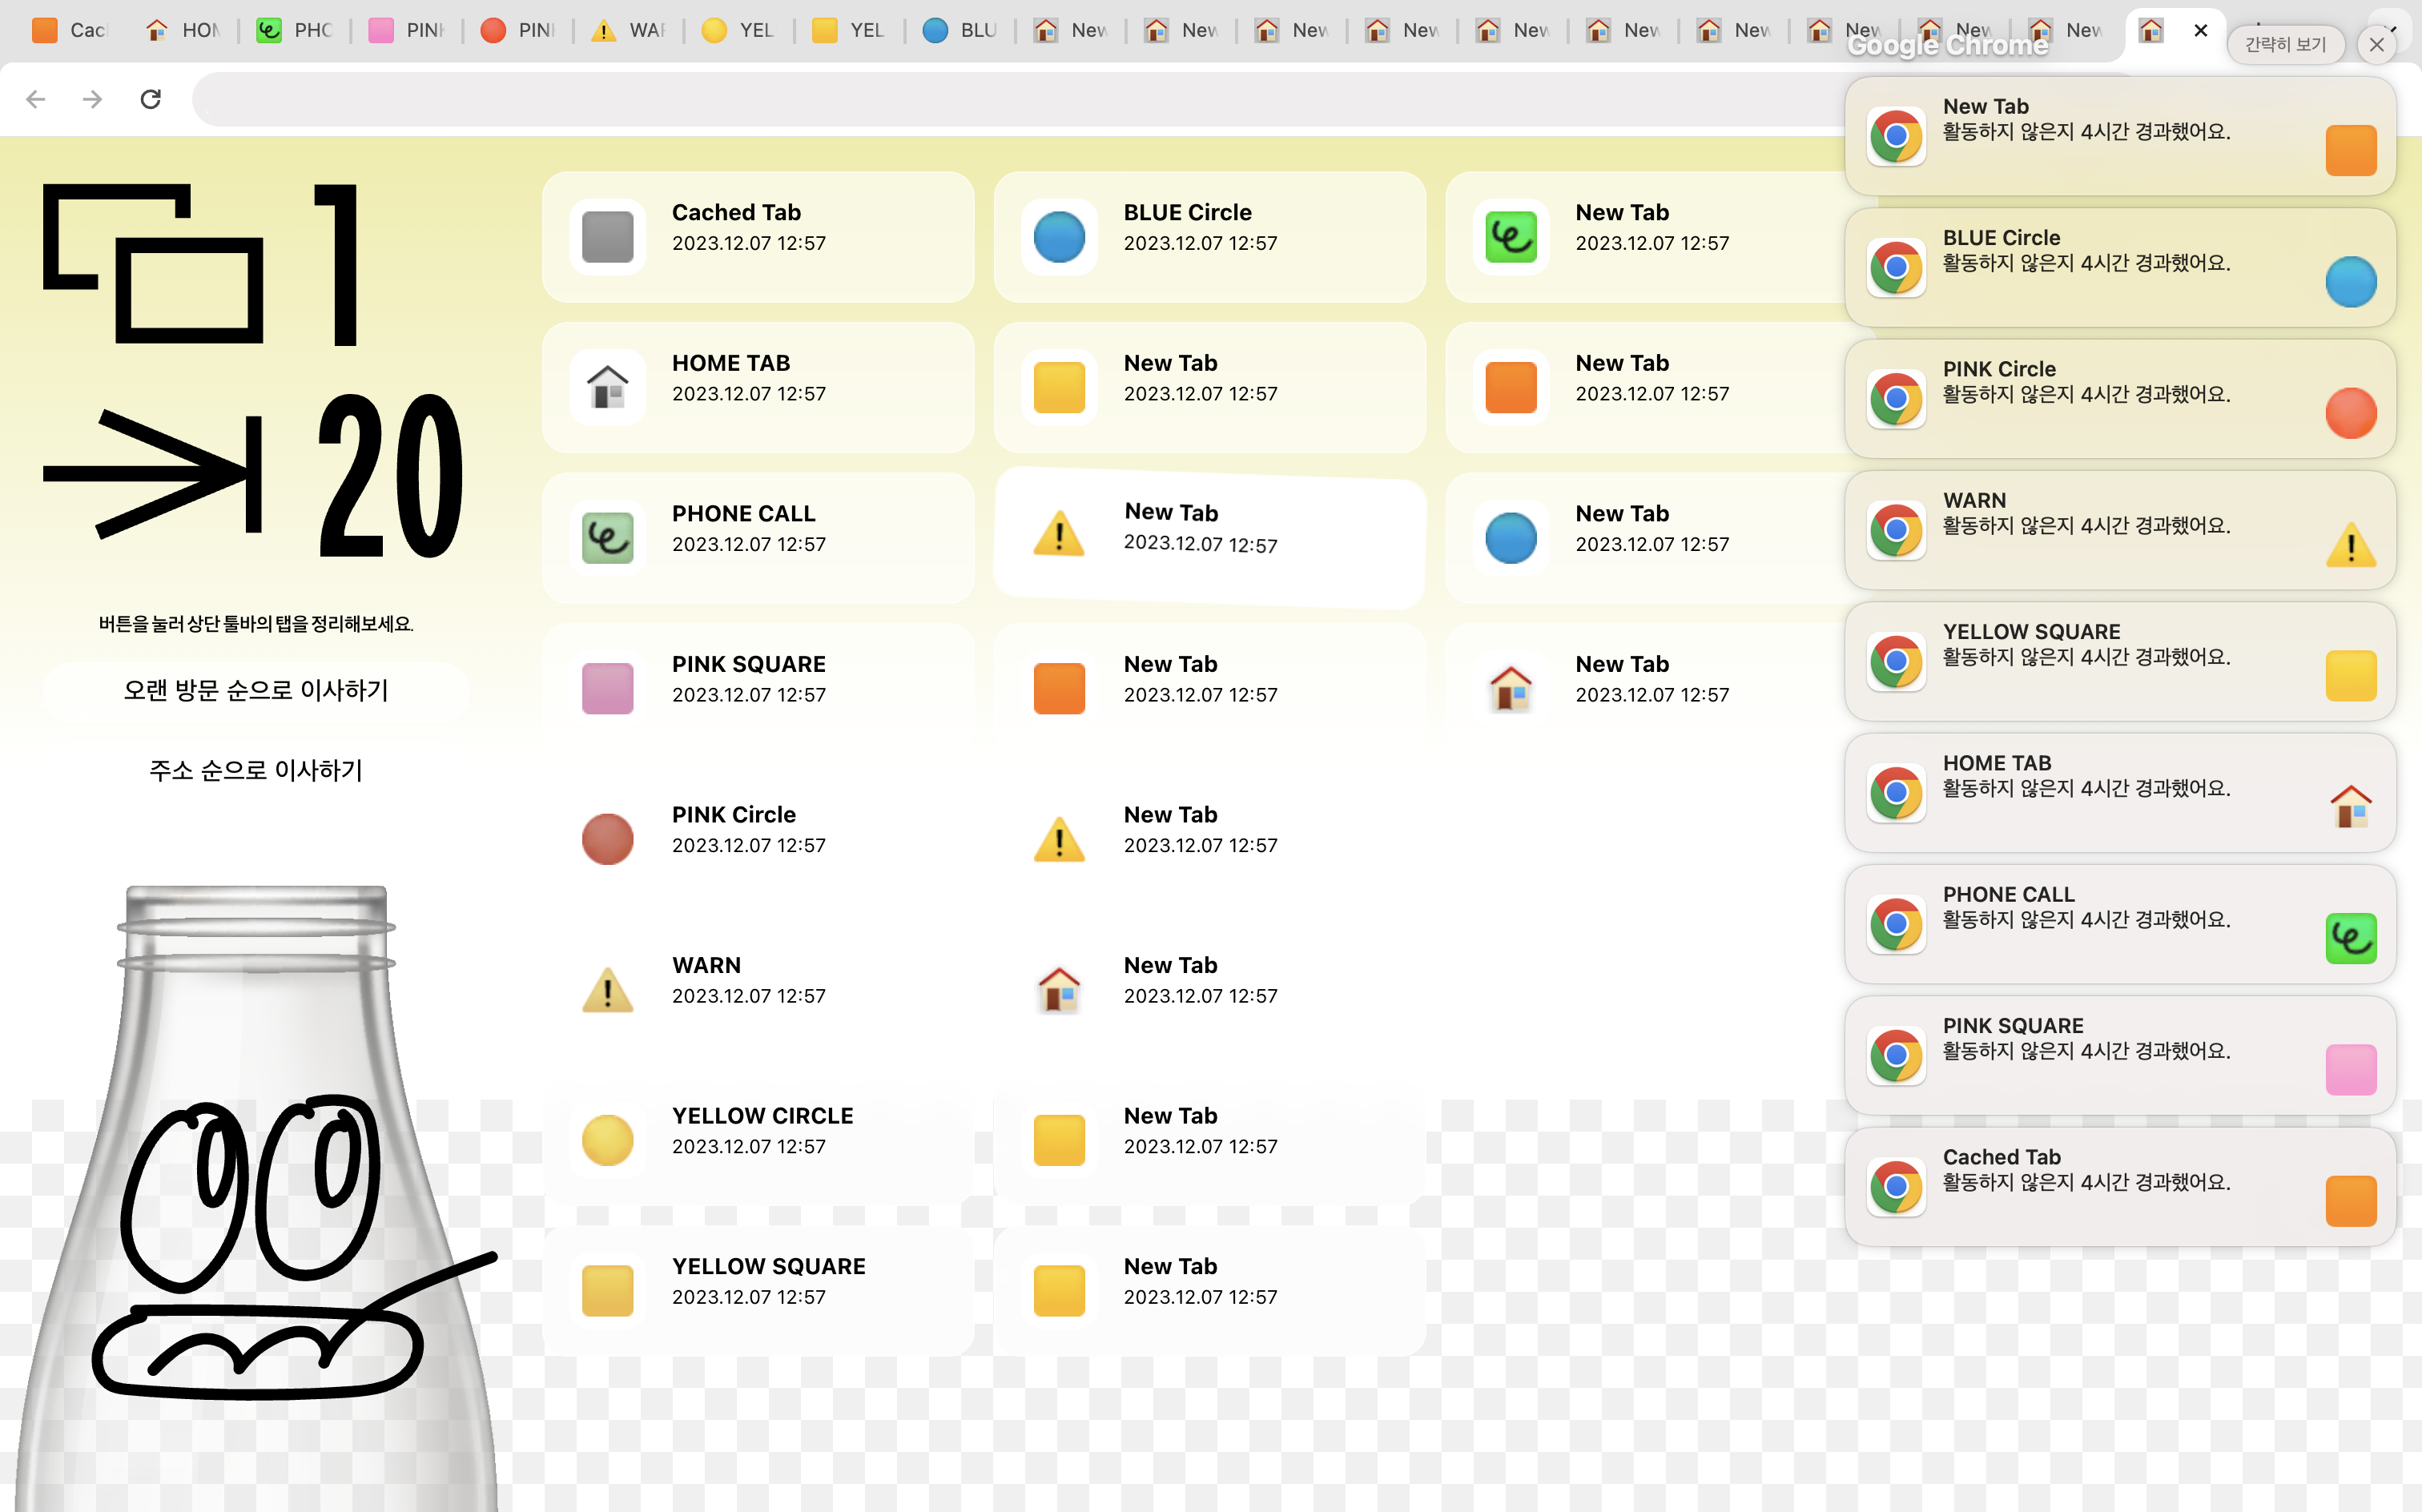 Cac
HOM
PHO
PINK
PIN
WAR
YEL
YEL
BLU
New
New
New
New
New
New
New
New
New
New
Google Chrome
간략히 보기
1
20
버튼을 눌러 상단 툴바의 탭을 정리해보세요.
오랜 방문 순으로 이사하기
주소 순으로 이사하기
Cached Tab
2023.12.07 12:57
HOME TAB
2023.12.07 12:57
PHONE CALL
2023.12.07 12:57
PINK SQUARE
2023.12.07 12:57
PINK Circle
2023.12.07 12:57
WARN
2023.12.07 12:57
YELLOW CIRCLE
2023.12.07 12:57
YELLOW SQUARE
2023.12.07 12:57
BLUE Circle
2023.12.07 12:57
New Tab
2023.12.07 12:57
New Tab
2023.12.07 12:57
New Tab
2023.12.07 12:57
New Tab
2023.12.07 12:57
New Tab
2023.12.07 12:57
New Tab
2023.12.07 12:57
New Tab
2023.12.07 12:57
New Tab
2023.12.07 12:57
New Tab
2023.12.07 12:57
New Tab
2023.12.07 12:57
New Tab
2023.12.07 12:57
New Tab
활동하지 않은지 4시간 경과했어요.
BLUE Circle
활동하지 않은지 4시간 경과했어요.
PINK Circle
활동하지 않은지 4시간 경과했어요.
WARN
활동하지 않은지 4시간 경과했어요.
YELLOW SQUARE
활동하지 않은지 4시간 경과했어요.
HOME TAB
활동하지 않은지 4시간 경과했어요.
PHONE CALL
활동하지 않은지 4시간 경과했어요.
PINK SQUARE
활동하지 않은지 4시간 경과했어요.
Cached Tab
활동하지 않은지 4시간 경과했어요.